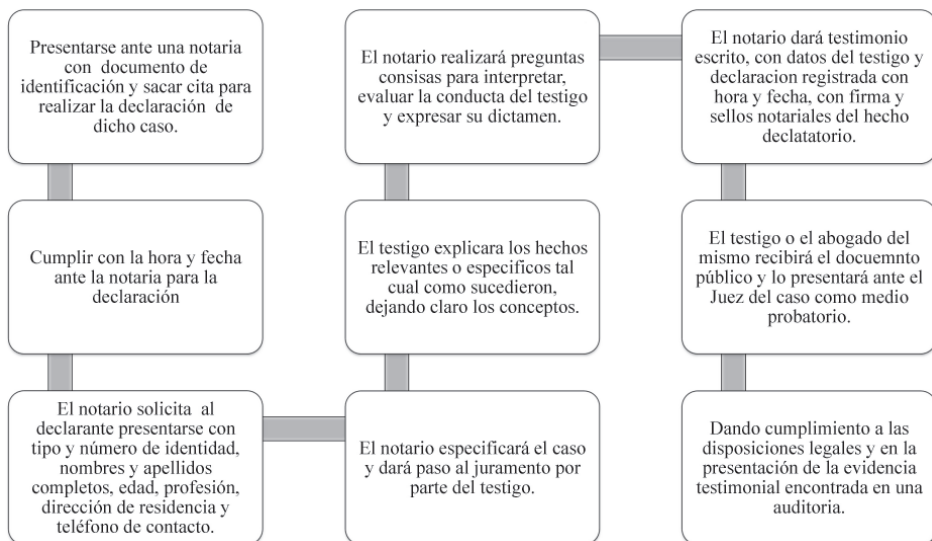 Presentarse ante una notaria
con documento de
identificación y sacar cita para
realizar la declaración de
dicho caso.
Cumplir con la hora y fecha
ante la notaria para la
declaración
El notario solicita al
declarante presentarse con
tipo y número de identidad,
nombres y apellidos
completos, edad, profesión,
dirección de residencia y
teléfono de contacto.
El notario especificará el caso
y dará paso al juramento por
parte del testigo.
El testigo explicara los hechos
relevantes o especificos tal
cual como sucedieron,
dejando claro los conceptos.
El notario realizará preguntas
consisas para interpretar,
evaluar la conducta del testigo
y expresar su dictamen.
El notario dará testimonio
escrito, con datos del testigo y
declaracion registrada con
hora y fecha, con firma y
sellos notariales del hecho
declatatorio.
El testigo o el abogado del
mismo recibirá el docuemnto
público y lo presentará ante el
Juez del caso como medio
probatorio.
Dando cumplimiento a las
disposiciones legales y en la
presentación de la evidencia
testimonial encontrada en una
auditoria.